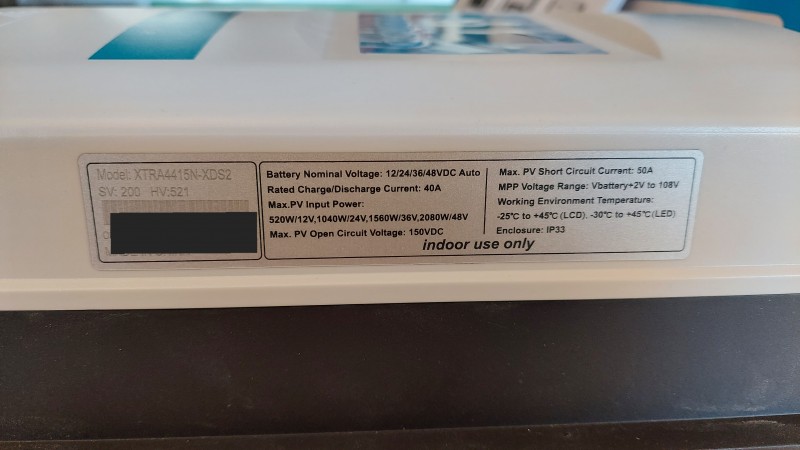 Model: XTRA4415N-XDS2
SV: 200 HV:521
Battery Nominal Voltage: 12/24/36/48VDC Auto
Rated Charge/Discharge Current: 40A
Max.PV Input Power:
520W/12V,1040W/24V,1560W/36V,2080W/48V
Max. PV Open Circuit Voltage: 150VDC
Max. PV Short Circuit Current: 50A
MPP Voltage Range: Vbattery+2V to 108V
Working Environment Temperature:
-25℃ to +45℃(LCD), -30℃ to +45℃(LED)
Enclosure: IP33
indoor use only